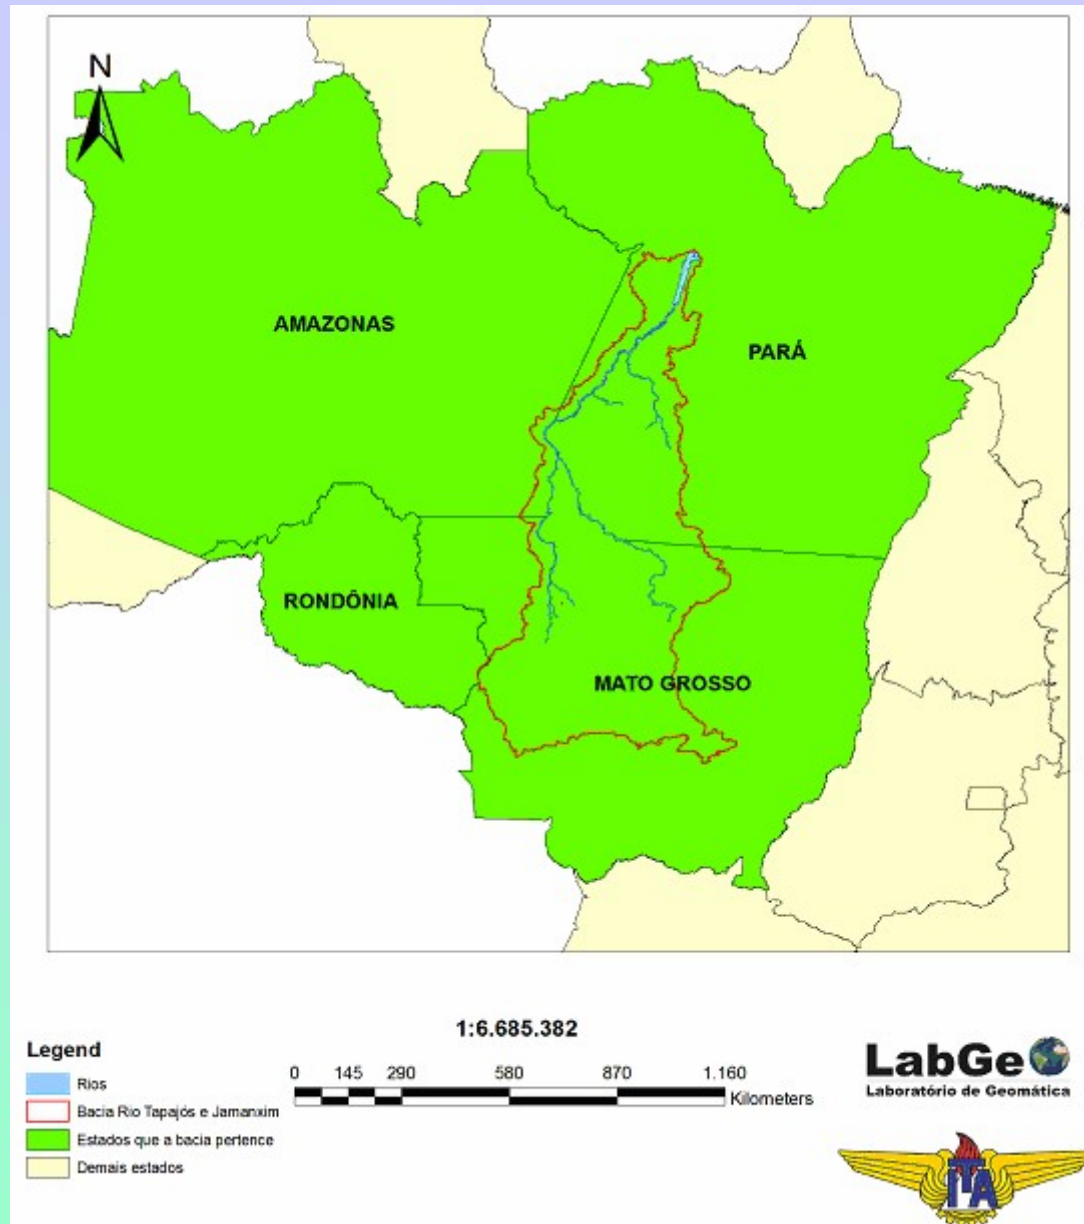 N
AMAZONAS
PARÁ
RONDÔNIA
MATO GROSSO
1:6.685.382
Legend
Rios
Bacia Rio Tapajós e Jamanxim
Estados que a bacia pertence
Demais estados
0 145 290 580 870 1.160
Kilometers
LabGeo
Laboratório de Geomática
ITA